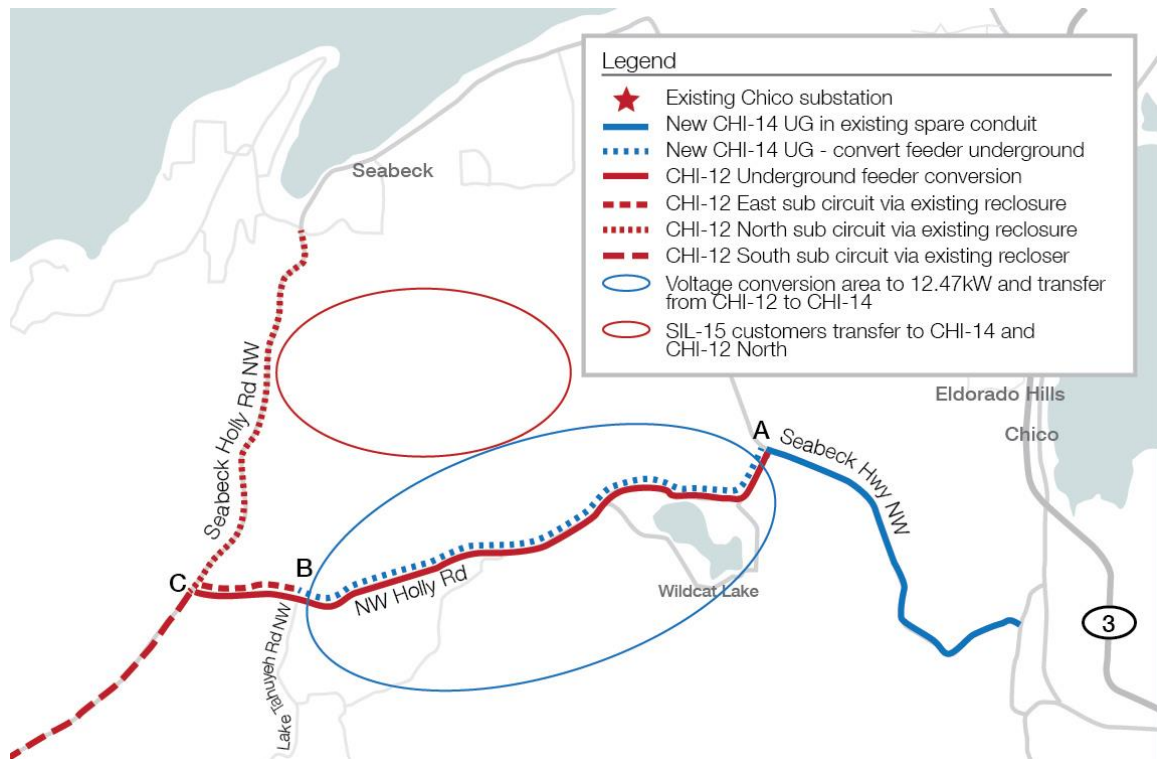 Legend
Existing Chico substation
New CHI-14 UG in existing spare conduit
New CHI-14 UG - convert feeder underground
CHI-12 Underground feeder conversion
CHI-12 East sub circuit via existing reclosure
CHI-12 North sub circuit via existing reclosure
CHI-12 South sub circuit via existing recloser
Voltage conversion area to 12.47kW and transfer
from CHI-12 to CHI-14
SIL-15 customers transfer to CHI-14 and
CHI-12 North
Seabeck
Eldorado Hills
Chico
A
Seabeck Hwy NW
Seabeck Holly Rd NW
B
C
NW Holly Rd
Wildcat Lake
3
Lake Tahuyeh Rd NW